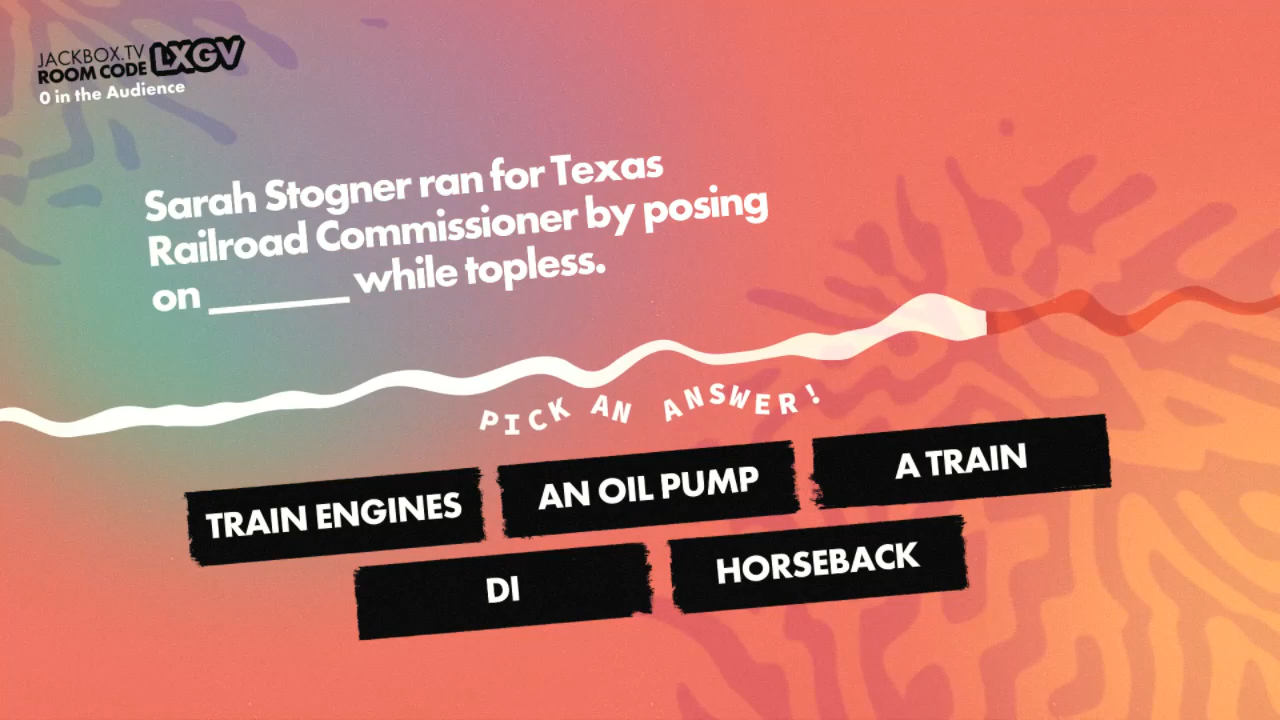 JACKBOX.TV
ROOM CODE LXGV
0 in the Audience
Sarah Stogner ran for Texas
Railroad Commissioner by posing
on _______ while topless.
PICK AN ANSWER!
TRAIN ENGINES
AN OIL PUMP
A TRAIN
DI
HORSEBACK